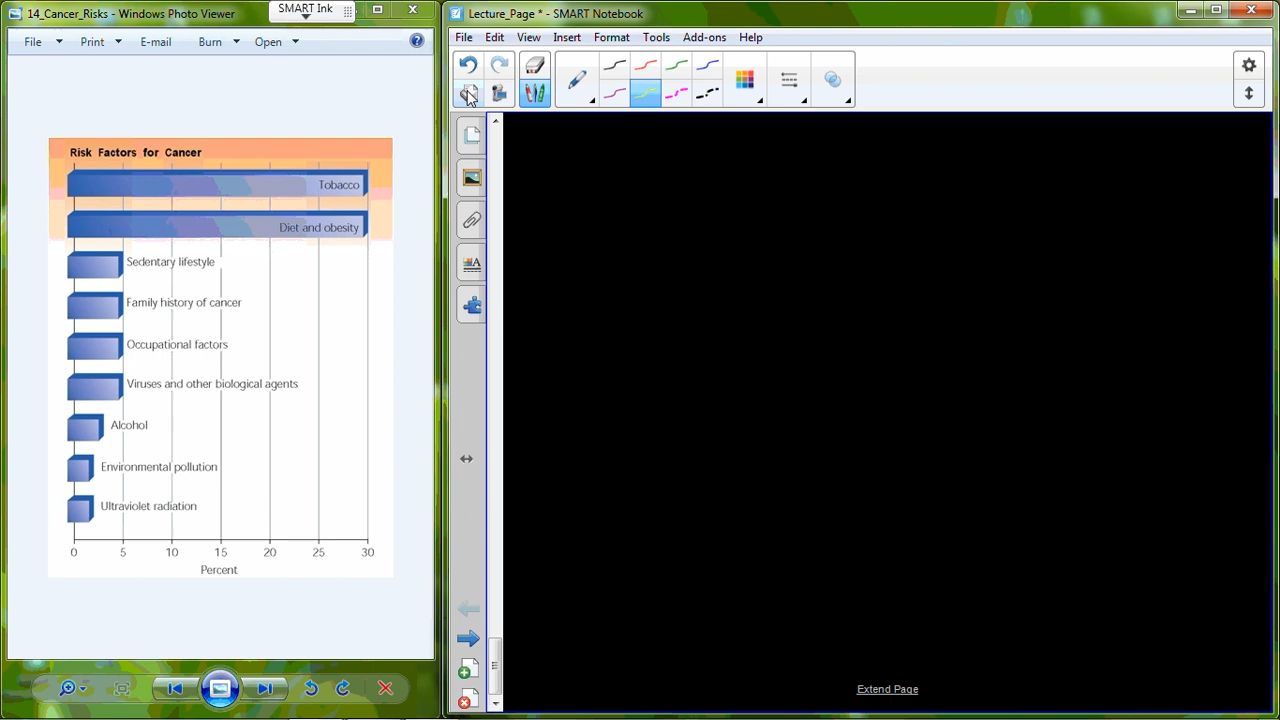 14_Cancer_Risks - Windows Photo Viewer
SMART Ink
File Print E-mail Burn Open
Risk Factors for Cancer
Tobacco
Diet and obesity
Sedentary lifestyle
Family history of cancer
Occupational factors
Viruses and other biological agents
Alcohol
Environmental pollution
Ultraviolet radiation
0 5 10 15 20 25 30
Percent
Lecture_Page * - SMART Notebook
File Edit View Insert Format Tools Add-ons Help
Extend Page